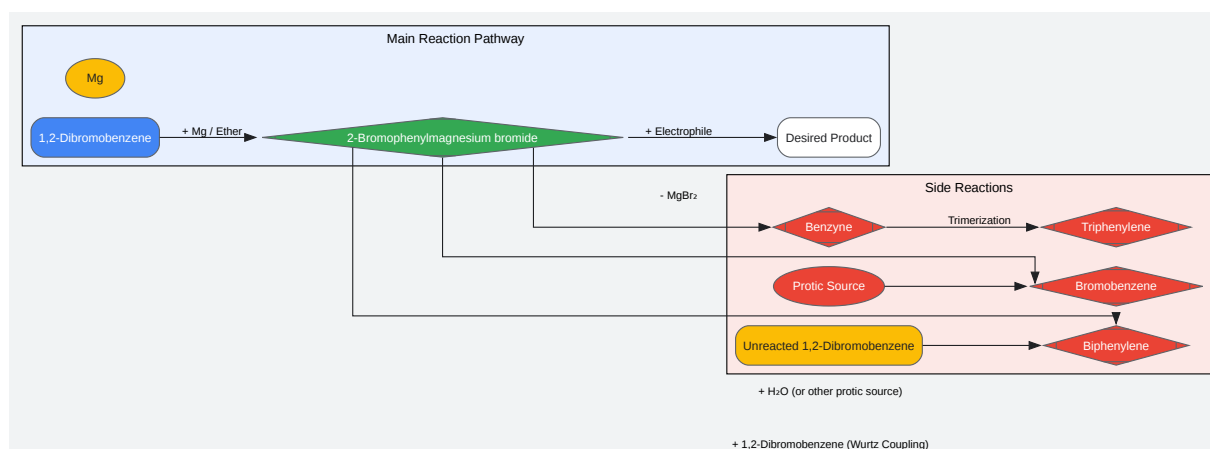 Main Reaction Pathway
Mg
1,2-Dibromobenzene
+ Mg / Ether
2-Bromophenylmagnesium bromide
+ Electrophile
Desired Product
Side Reactions
- MgBr₂
Benzyne
Trimerization
Triphenylene
Protic Source
Bromobenzene
Unreacted 1,2-Dibromobenzene
Biphenylene
+ H₂O (or other protic source)
+ 1,2-Dibromobenzene (Wurtz Coupling)